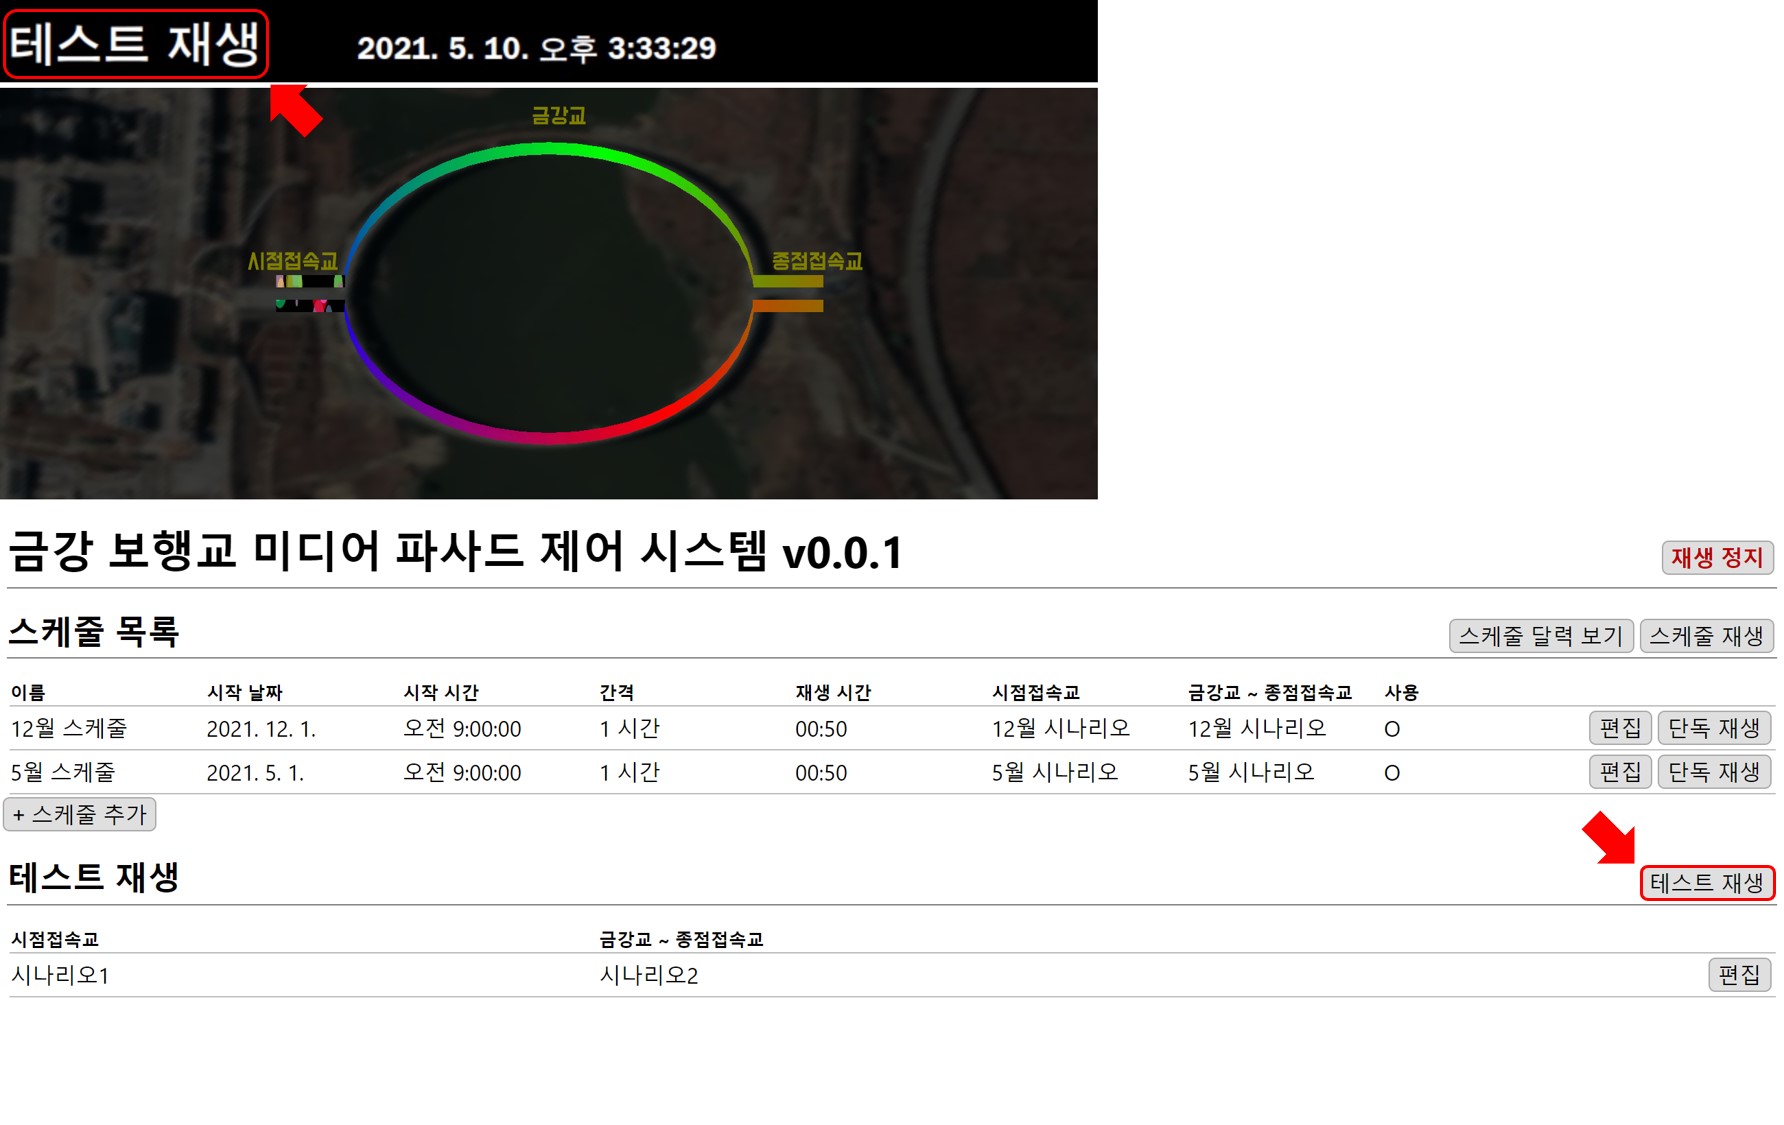 테스트 재생 2021. 5. 10. 오후 3:33:29
금강교
시점접속교 종점접속교
금강 보행교 미디어 파사드 제어 시스템 v0.0.1 재생 정지
스케줄 목록 스케줄 달력 보기 스케줄 재생
이름 시작 날짜 시작 시간 간격 재생 시간 시점접속교 금강교 ~ 종점접속교 사용
12월 스케줄 2021. 12. 1. 오전 9:00:00 1 시간 00:50 12월 시나리오 12월 시나리오 O 편집 단독 재생
5월 스케줄 2021. 5. 1. 오전 9:00:00 1 시간 00:50 5월 시나리오 5월 시나리오 O 편집 단독 재생
+ 스케줄 추가
테스트 재생 테스트 재생
시점접속교 금강교 ~ 종점접속교
시나리오1 시나리오2 편집